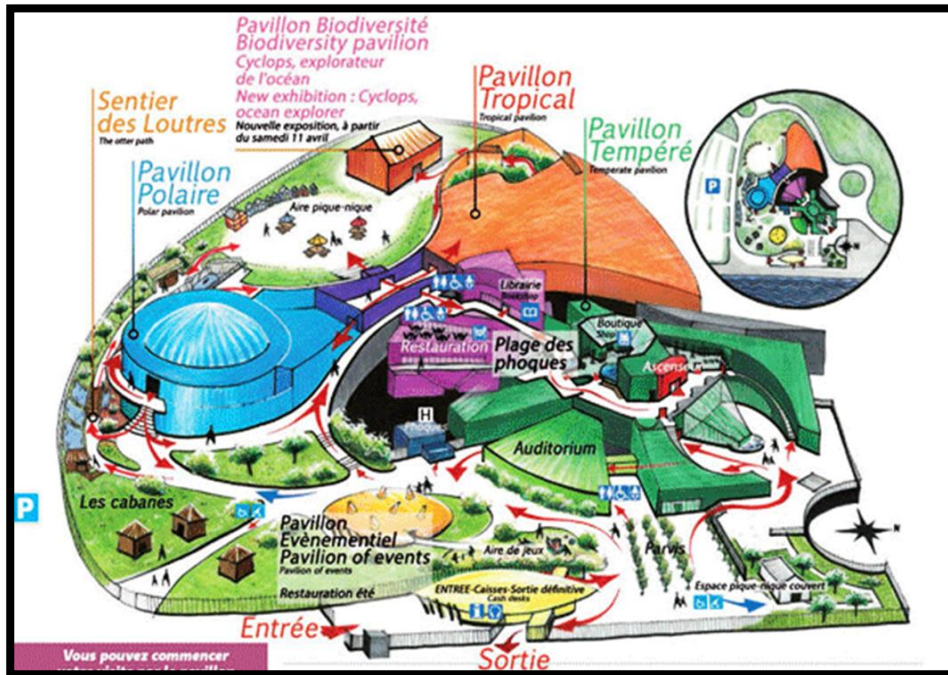 Pavillon Biodiversité
Biodiversity pavilion
Cyclops, explorateur
de l'océan
New exhibition : Cyclops,
ocean explorer
Nouvelle exposition, à partir
du samedi 11 avril
Sentier
des Loutres
The otter path
Pavillon
Tropical
Tropical pavilion
Pavillon
Tempéré
Temperate pavilion
Pavillon
Polaire
Polar pavilion
P
Aire pique-nique
Librairie
Bookshop
Boutique
Shop
Restauration
Plage des
phoques
Ascenseur
H
Phoques
Auditorium
Les cabanes
P
Pavillon
Evènementiel
Pavilion of events
Pavilion of events
Restauration été
Aire de jeux
Parvis
N
ENTREE-Caisses-Sortie définitive
Cash desks
Espace pique-nique couvert
Entrée
Sortie
Vous pouvez commencer